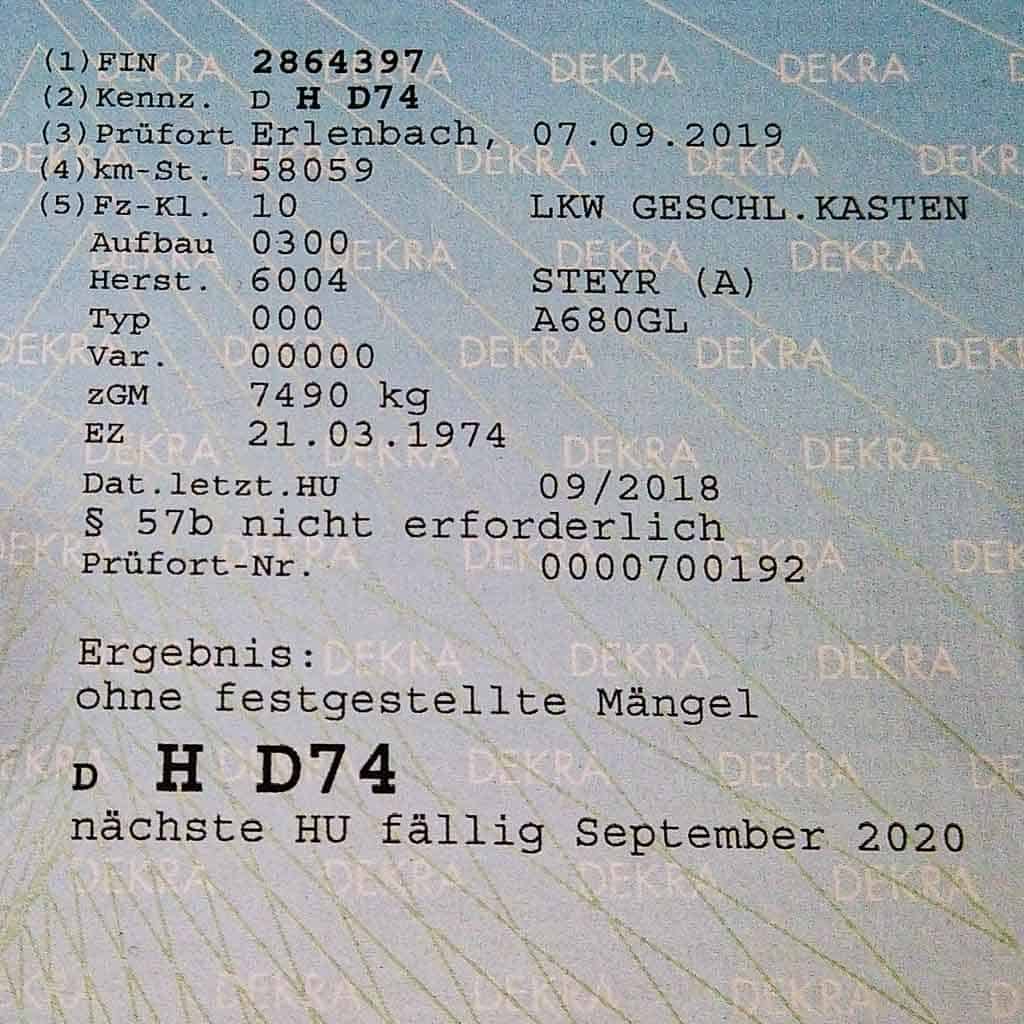 (1)FIN 2864397
(2)Kennz. D H D74
(3)Prüfort Erlenbach, 07.09.2019
(4)km-St. 58059
(5)Fz-Kl. 10 LKW GESCHL.KASTEN
Aufbau 0300
Herst. 6004 STEYR (A)
Typ 000 A680GL
Var. 00000
zGM 7490 kg
EZ 21.03.1974
Dat.letzt.HU 09/2018
§ 57b nicht erforderlich
Prüfort-Nr. 0000700192
Ergebnis:
ohne festgestellte Mängel
D H D74
nächste HU fällig September 2020